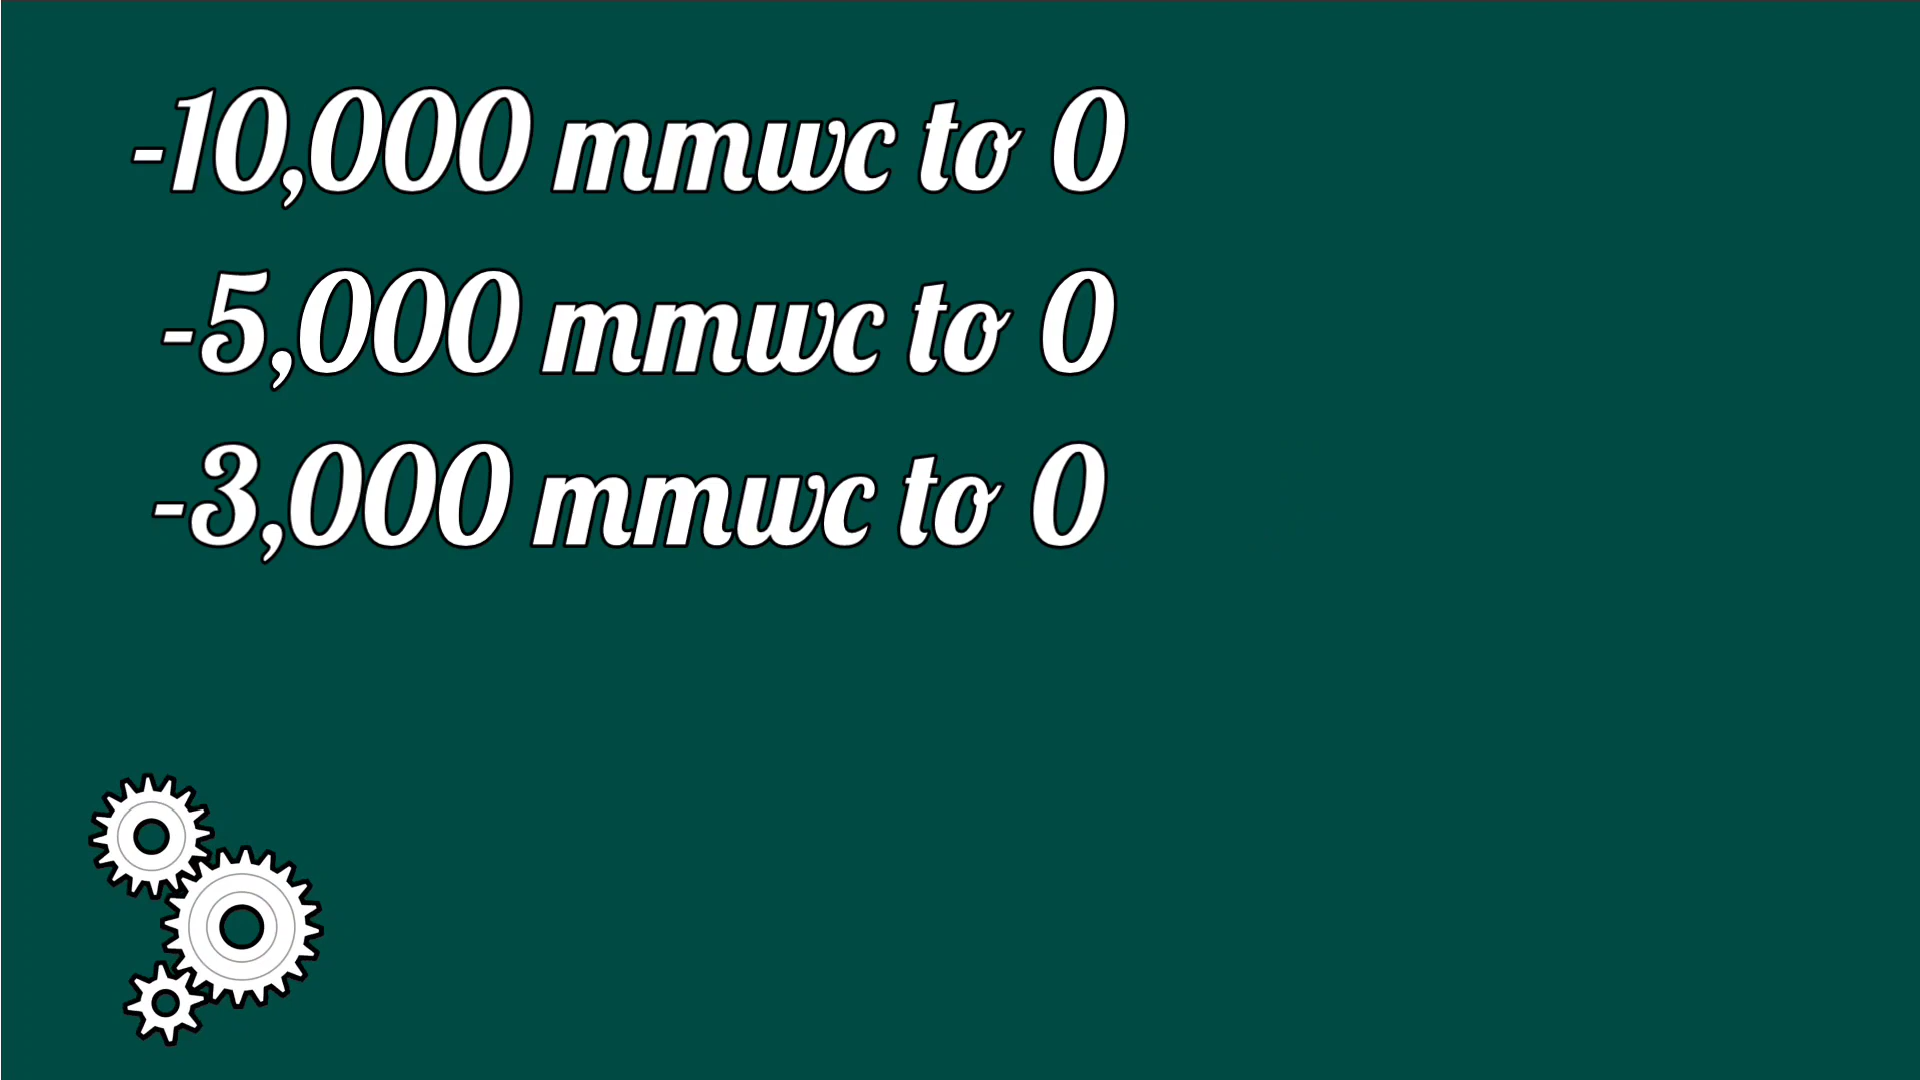 -10,000 mmwc to 0
-5,000 mmwc to 0
-3,000 mmwc to 0